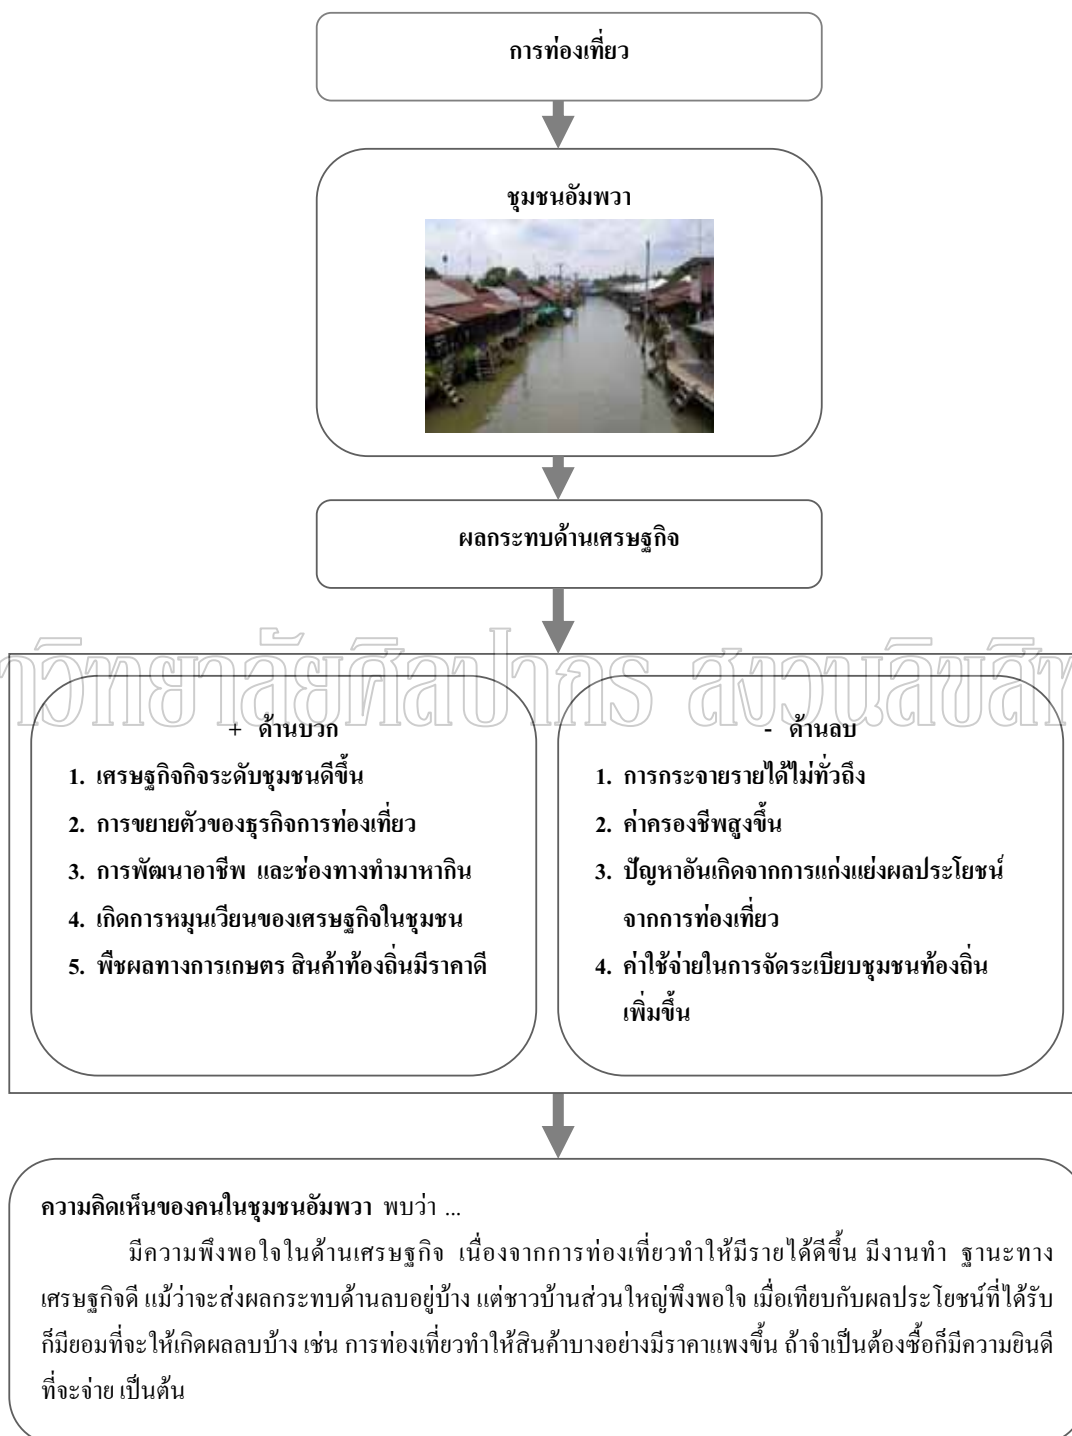 การท่องเที่ยว
ชุมชนอัมพวา
ผลกระทบด้านเศรษฐกิจ
าวิทยาลัยศิลปากร สงวนลิขสิท
+ ด้านบวก
1. เศรษฐกิจกิจระดับชุมชนดีขึ้น
2. การขยายตัวของธุรกิจการท่องเที่ยว
3. การพัฒนาอาชีพ และช่องทางทำมาหากิน
4. เกิดการหมุนเวียนของเศรษฐกิจในชุมชน
5. พืชผลทางการเกษตร สินค้าท้องถิ่นมีราคาดี
- ด้านลบ
1. การกระจายรายได้ไม่ทั่วถึง
2. ค่าครองชีพสูงขึ้น
3. ปัญหาอันเกิดจากการแก่งแย่งผลประโยชน์
จากการท่องเที่ยว
4. ค่าใช้จ่ายในการจัดระเบียบชุมชนท้องถิ่น
เพิ่มขึ้น
ความคิดเห็นของคนในชุมชนอัมพวา พบว่า ...
มีความพึงพอใจในด้านเศรษฐกิจ เนื่องจากการท่องเที่ยวทำให้มีรายได้ดีขึ้น มีงานทำ ฐานะทาง
เศรษฐกิจดี แม้ว่าจะส่งผลกระทบด้านลบอยู่บ้าง แต่ชาวบ้านส่วนใหญ่พึงพอใจ เมื่อเทียบกับผลประโยชน์ที่ได้รับ
ก็มียอมที่จะให้เกิดผลลบบ้าง เช่น การท่องเที่ยวทำให้สินค้าบางอย่างมีราคาแพงขึ้น ถ้าจำเป็นต้องซื้อก็มีความยินดี
ที่จะจ่าย เป็นต้น